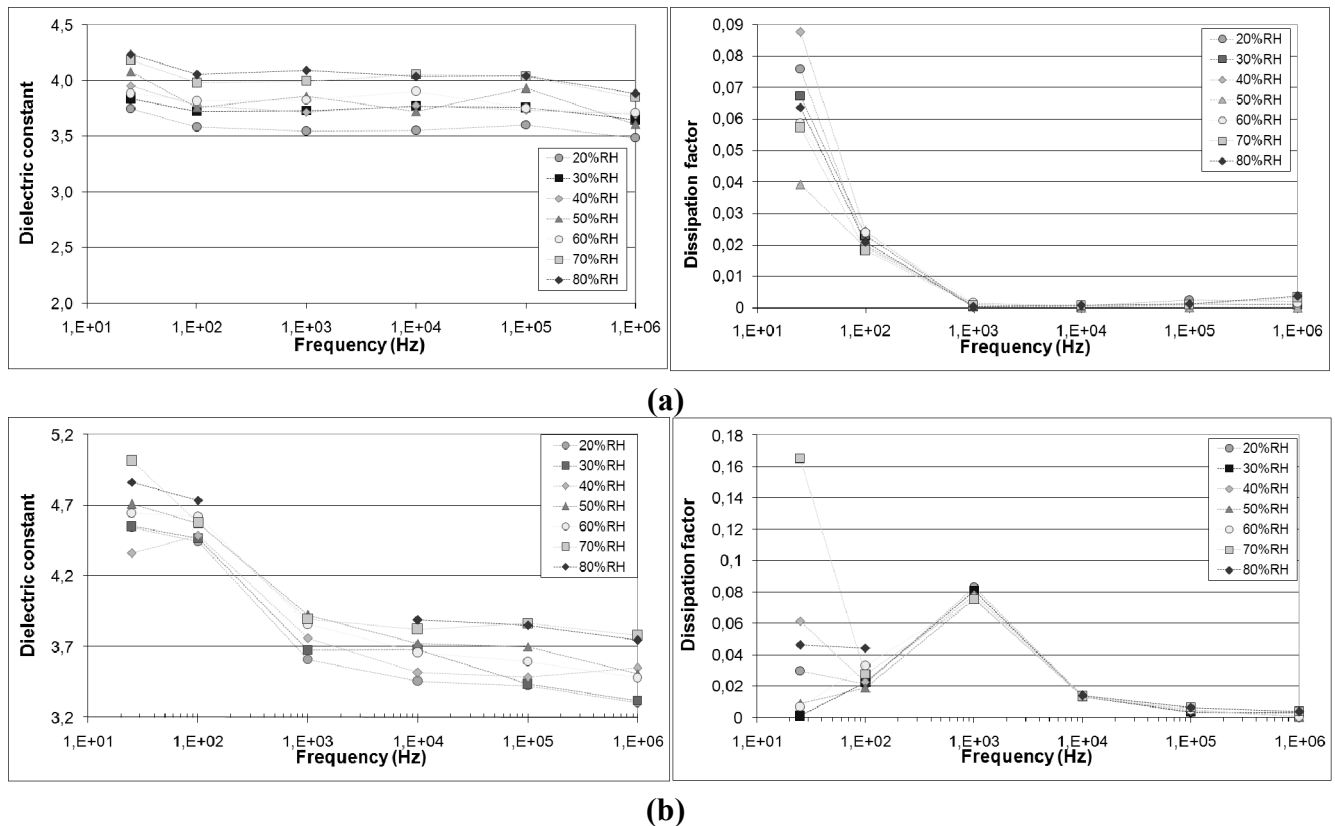 4,5
4,0
3,5
3,0
2,5
2,0
Dielectric constant
20%RH
30%RH
40%RH
50%RH
60%RH
70%RH
80%RH
1,E+01 1,E+02 1,E+03 1,E+04 1,E+05 1,E+06
Frequency (Hz)
0,09
0,08
0,07
0,06
0,05
0,04
0,03
0,02
0,01
0
Dissipation factor
20%RH
30%RH
40%RH
50%RH
60%RH
70%RH
80%RH
1,E+01 1,E+02 1,E+03 1,E+04 1,E+05 1,E+06
Frequency (Hz)
(a)
5,2
4,7
4,2
3,7
3,2
Dielectric constant
20%RH
30%RH
40%RH
50%RH
60%RH
70%RH
80%RH
1,E+01 1,E+02 1,E+03 1,E+04 1,E+05 1,E+06
Frequency (Hz)
0,18
0,16
0,14
0,12
0,1
0,08
0,06
0,04
0,02
0
Dissipation factor
20%RH
30%RH
40%RH
50%RH
60%RH
70%RH
80%RH
1,E+01 1,E+02 1,E+03 1,E+04 1,E+05 1,E+06
Frequency (Hz)
(b)